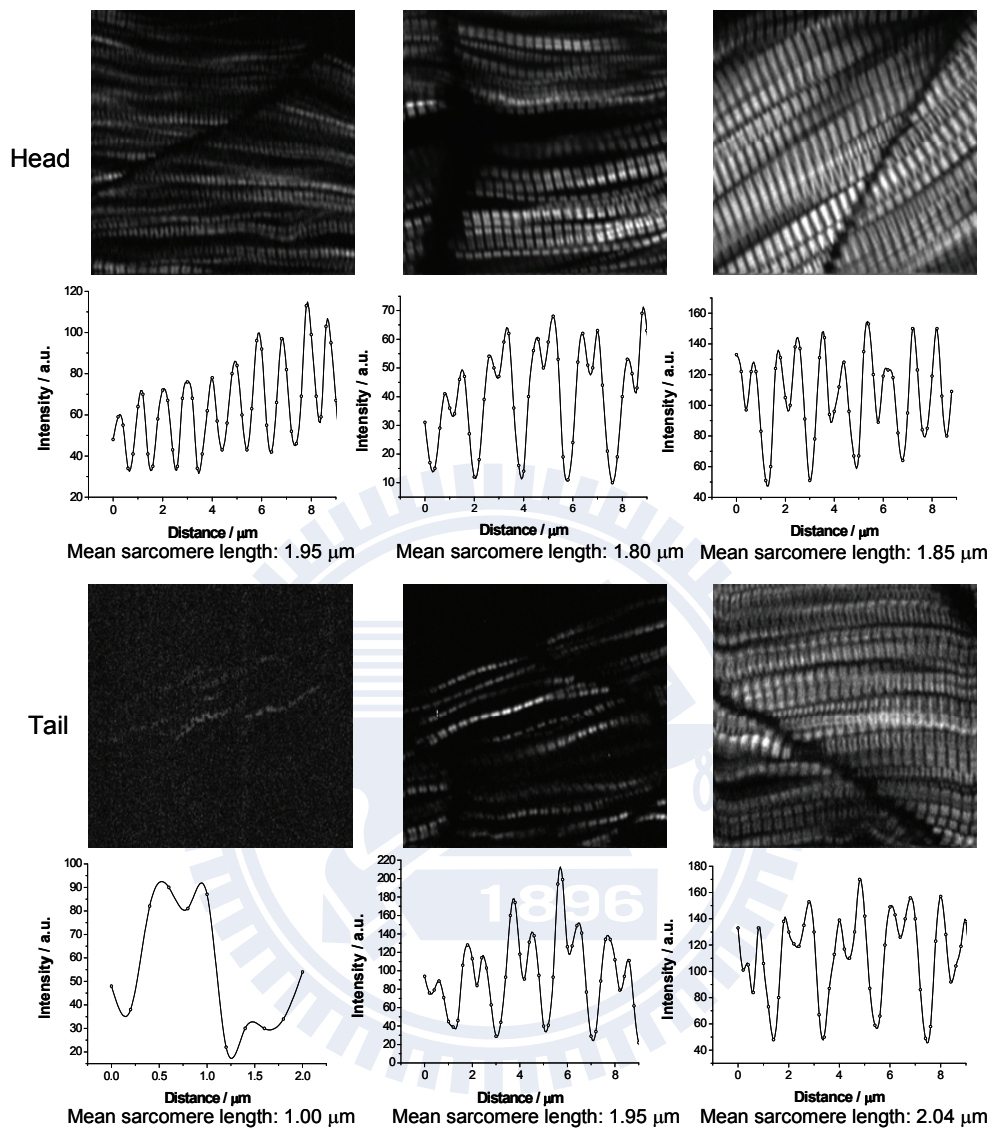 Head
120
100
80
60
40
20
0 2 4 6 8
Intensity / a.u.
Distance / μm
Mean sarcomere length: 1.95 μm
70
60
50
40
30
20
10
0 2 4 6 8
Intensity / a.u.
Distance / μm
Mean sarcomere length: 1.80 μm
160
140
120
100
80
60
40
0 2 4 6 8
Intensity / a.u.
Distance / μm
Mean sarcomere length: 1.85 μm
Tail
100
90
80
70
60
50
40
30
20
0.0 0.5 1.0 1.5 2.0
Intensity / a.u.
Distance / μm
Mean sarcomere length: 1.00 μm
220
200
180
160
140
120
100
80
60
40
20
0
0 2 4 6 8
Intensity / a.u.
Distance / μm
Mean sarcomere length: 1.95 μm
180
160
140
120
100
80
60
40
0 2 4 6 8
Intensity / a.u.
Distance / μm
Mean sarcomere length: 2.04 μm
1896